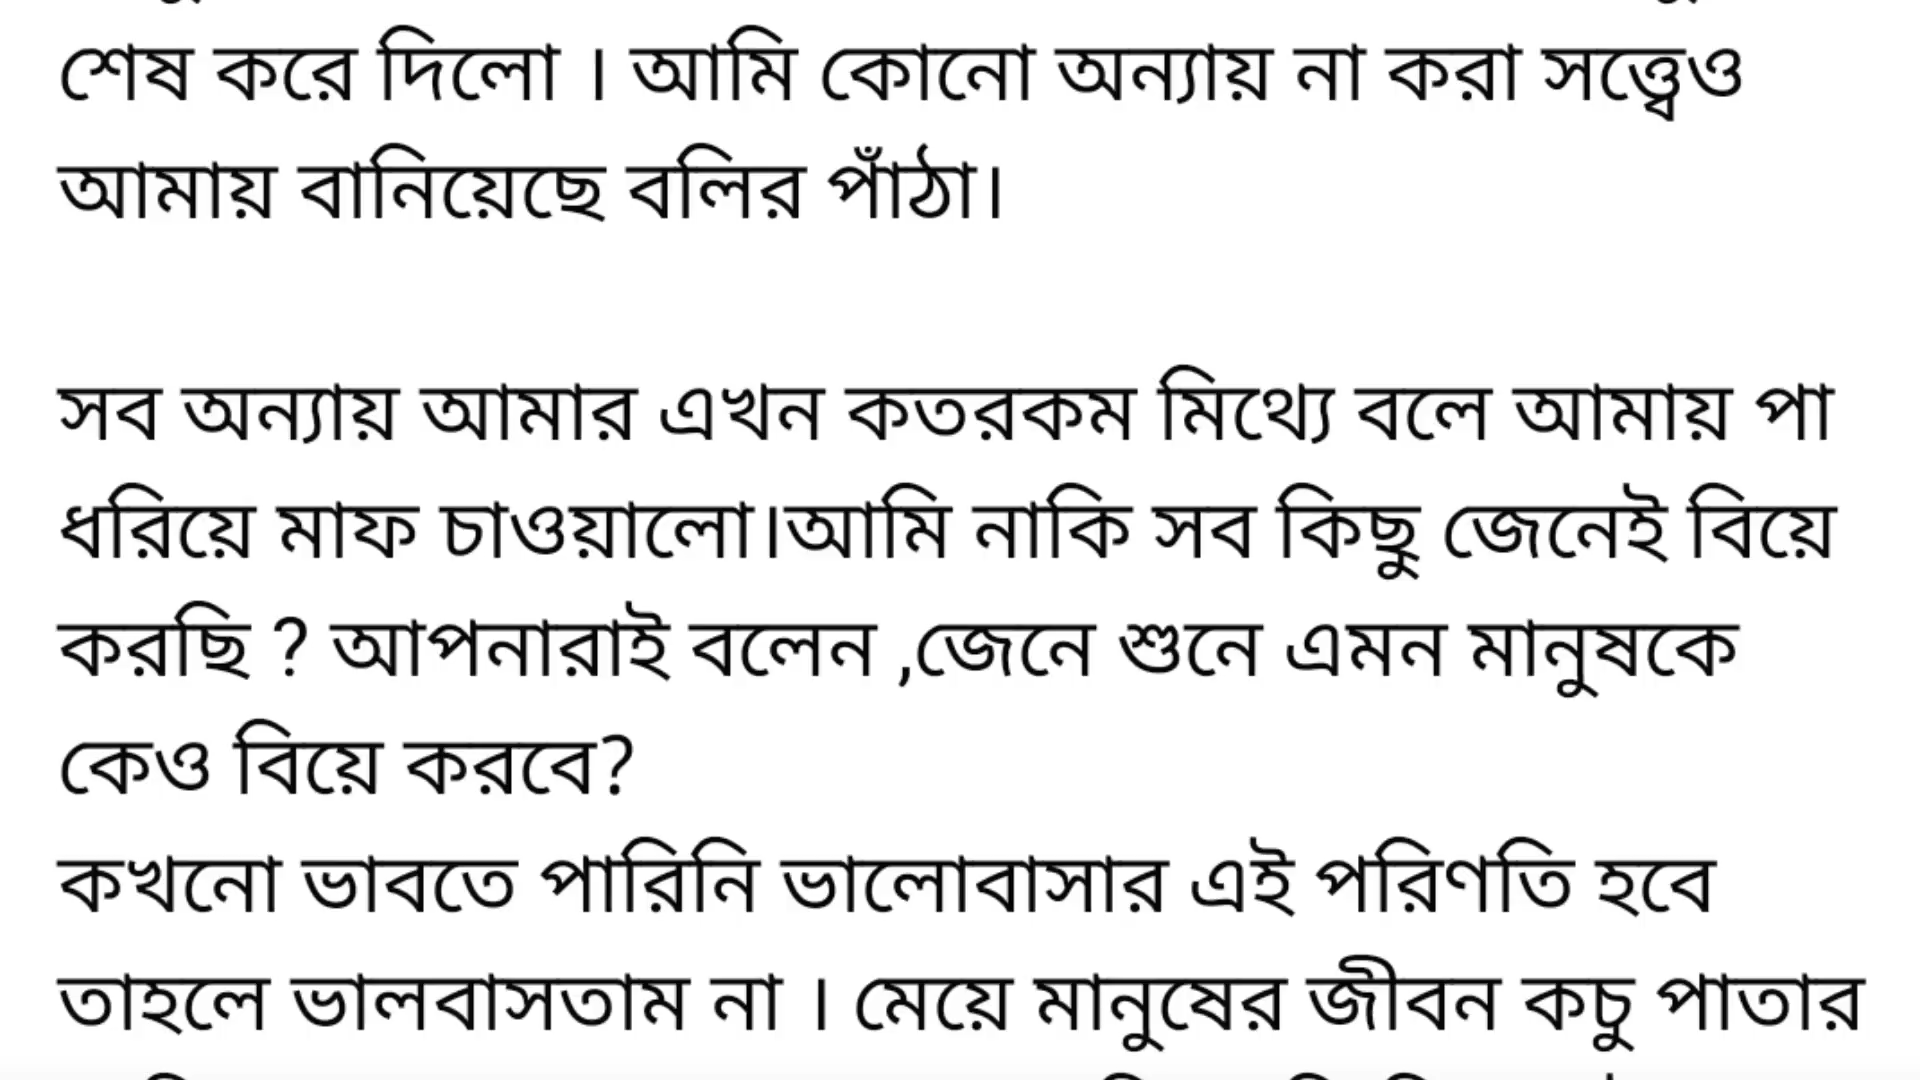 শেষ করে দিলো । আমি কোনো অন্যায় না করা সত্ত্বেও
আমায় বানিয়েছে বলির পাঁঠা।
সব অন্যায় আমার এখন কতরকম মিথ্যে বলে আমায় পা
ধরিয়ে মাফ চাওয়ালো।আমি নাকি সব কিছু জেনেই বিয়ে
করছি ? আপনারাই বলেন ,জেনে শুনে এমন মানুষকে
কেও বিয়ে করবে?
কখনো ভাবতে পারিনি ভালোবাসার এই পরিণতি হবে
তাহলে ভালবাসতাম না । মেয়ে মানুষের জীবন কচু পাতার